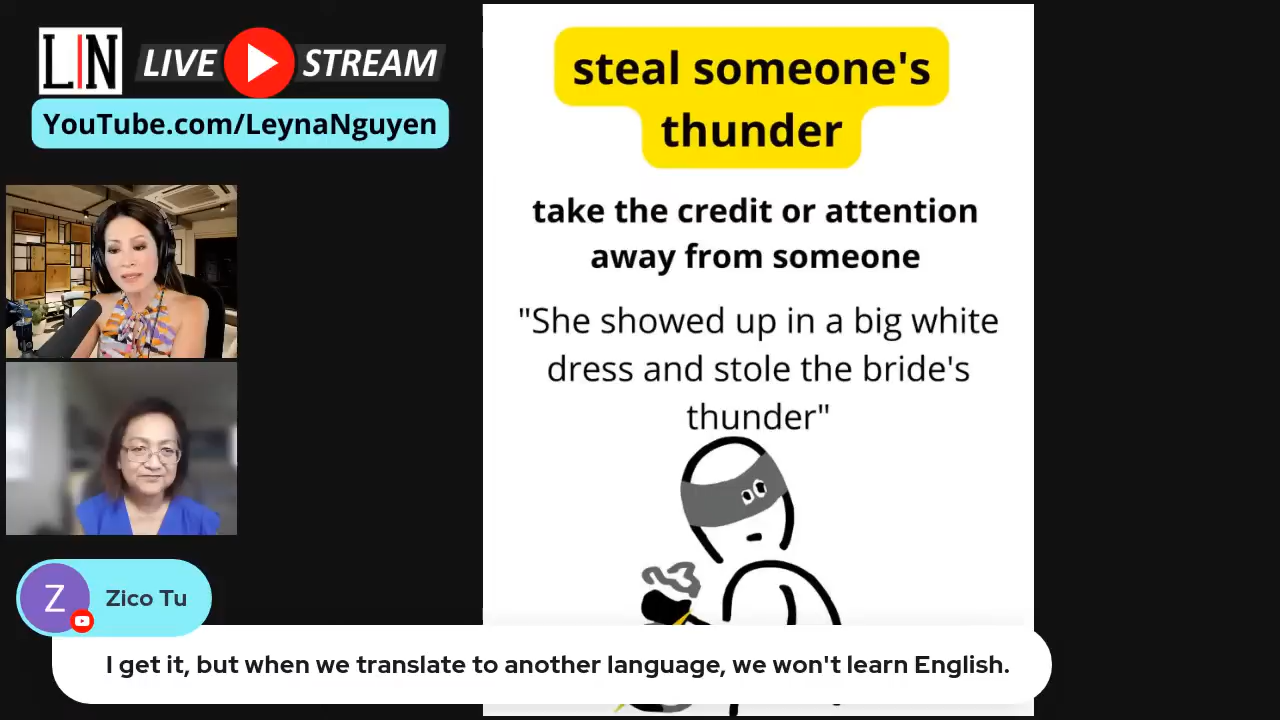 LIN LIVE STREAM
YouTube.com/LeynaNguyen
steal someone's
thunder
take the credit or attention
away from someone
"She showed up in a big white
dress and stole the bride's
thunder"
Z Zico Tu
I get it, but when we translate to another language, we won't learn English.